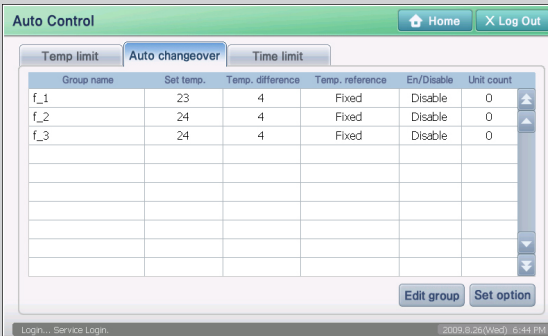 Auto Control
Home
X Log Out
Temp limit
Auto changeover
Time limit
Group name Set temp. Temp. difference Temp. reference En/Disable Unit count
f_1 23 4 Fixed Disable 0
f_2 24 4 Fixed Disable 0
f_3 24 4 Fixed Disable 0
Edit group
Set option
Login... Service Login. 2009.8.26(Wed) 6:44 PM